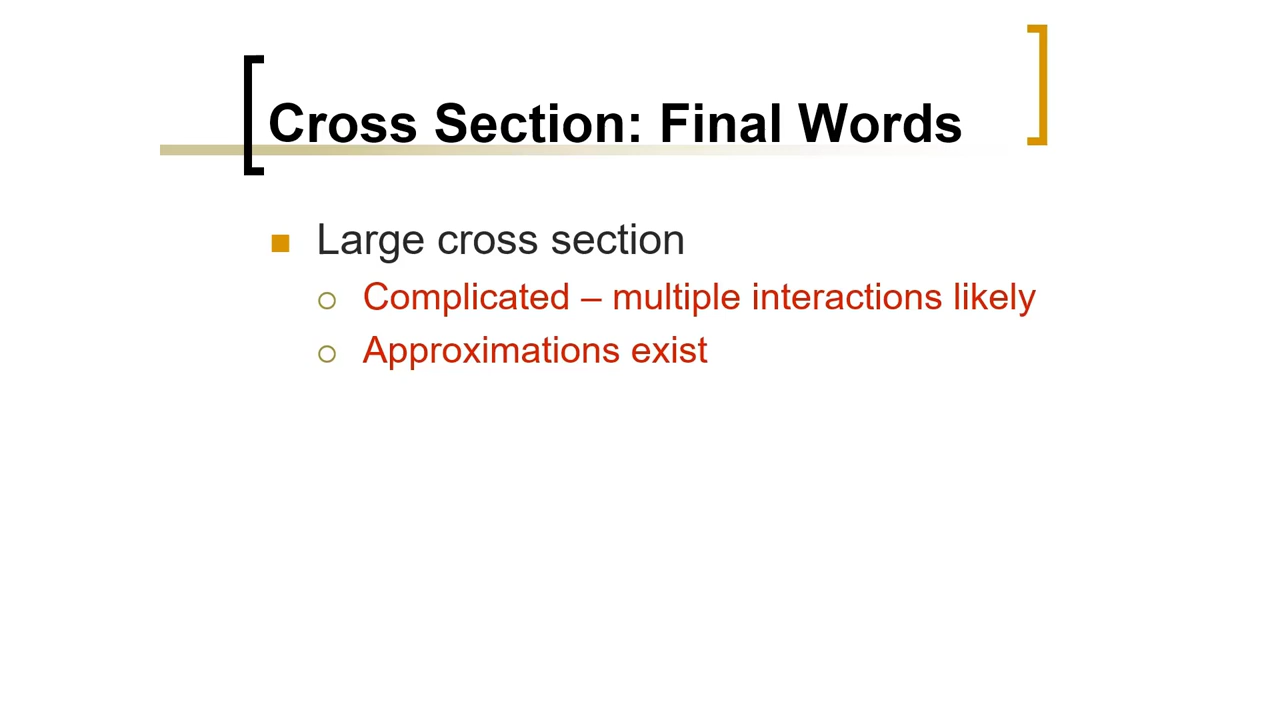 Cross Section: Final Words
Large cross section
Complicated – multiple interactions likely
Approximations exist